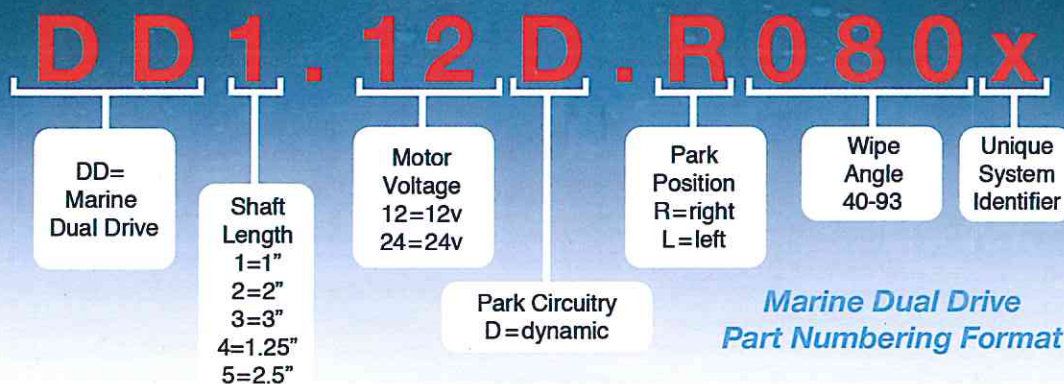 DD1.12D.R080x
DD=
Marine
Dual Drive
Shaft
Length
1=1”
2=2”
3=3”
4=1.25”
5=2.5”
Motor
Voltage
12=12v
24=24v
Park Circuitry
D=dynamic
Park
Position
R=right
L=left
Wipe
Angle
40-93
Unique
System
Identifier
Marine Dual Drive
Part Numbering Format